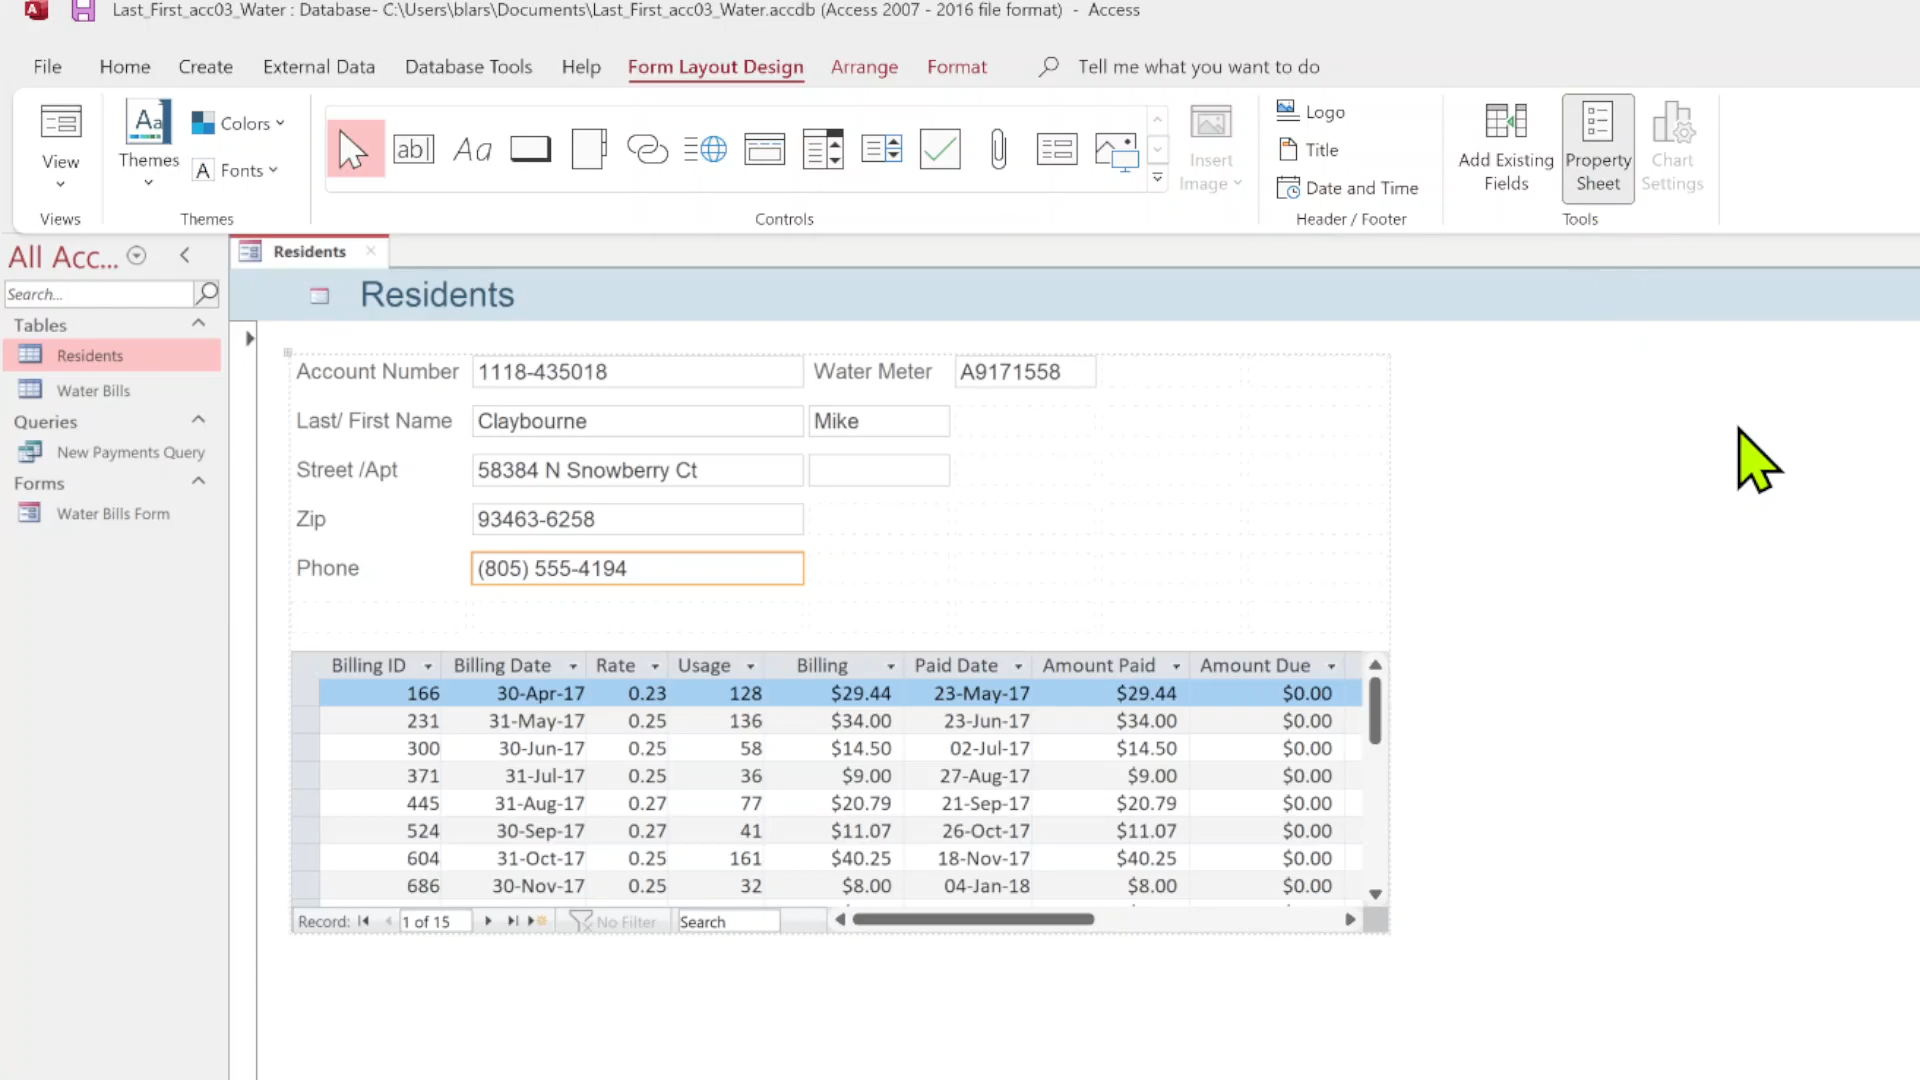 Last_First_acc03_Water : Database- C:\Users\blars\Documents\Last_First_acc03_Water.accdb (Access 2007 - 2016 file format) - Access
File Home Create External Data Database Tools Help Form Layout Design Arrange Format Tell me what you want to do
View
Views
Aa
Themes
Colors
A Fonts
Themes
ab
Aa
Controls
Insert
Image
Logo
Title
Date and Time
Header / Footer
Add Existing
Fields
Property
Sheet
Chart
Settings
Tools
All Acc...
Search...
Tables
Residents
Water Bills
Queries
New Payments Query
Forms
Water Bills Form
Residents
Residents
Account Number 1118-435018 Water Meter A9171558
Last/ First Name Claybourne Mike
Street /Apt 58384 N Snowberry Ct
Zip 93463-6258
Phone (805) 555-4194
Billing ID Billing Date Rate Usage Billing Paid Date Amount Paid Amount Due
166 30-Apr-17 0.23 128 $29.44 23-May-17 $29.44 $0.00
231 31-May-17 0.25 136 $34.00 23-Jun-17 $34.00 $0.00
300 30-Jun-17 0.25 58 $14.50 02-Jul-17 $14.50 $0.00
371 31-Jul-17 0.25 36 $9.00 27-Aug-17 $9.00 $0.00
445 31-Aug-17 0.27 77 $20.79 21-Sep-17 $20.79 $0.00
524 30-Sep-17 0.27 41 $11.07 26-Oct-17 $11.07 $0.00
604 31-Oct-17 0.25 161 $40.25 18-Nov-17 $40.25 $0.00
686 30-Nov-17 0.25 32 $8.00 04-Jan-18 $8.00 $0.00
Record: 1 of 15 No Filter Search